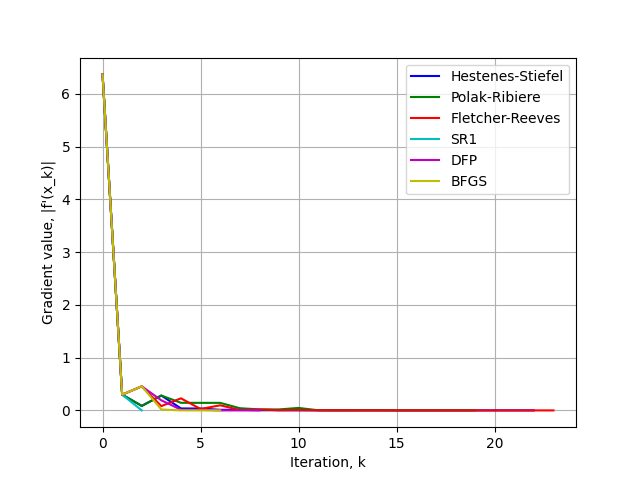 Hestenes-Stiefel
Polak-Ribiere
Fletcher-Reeves
SR1
DFP
BFGS
6
5
4
3
2
1
0
Gradient value, |f'(x_k)|
0
5
10
15
20
Iteration, k